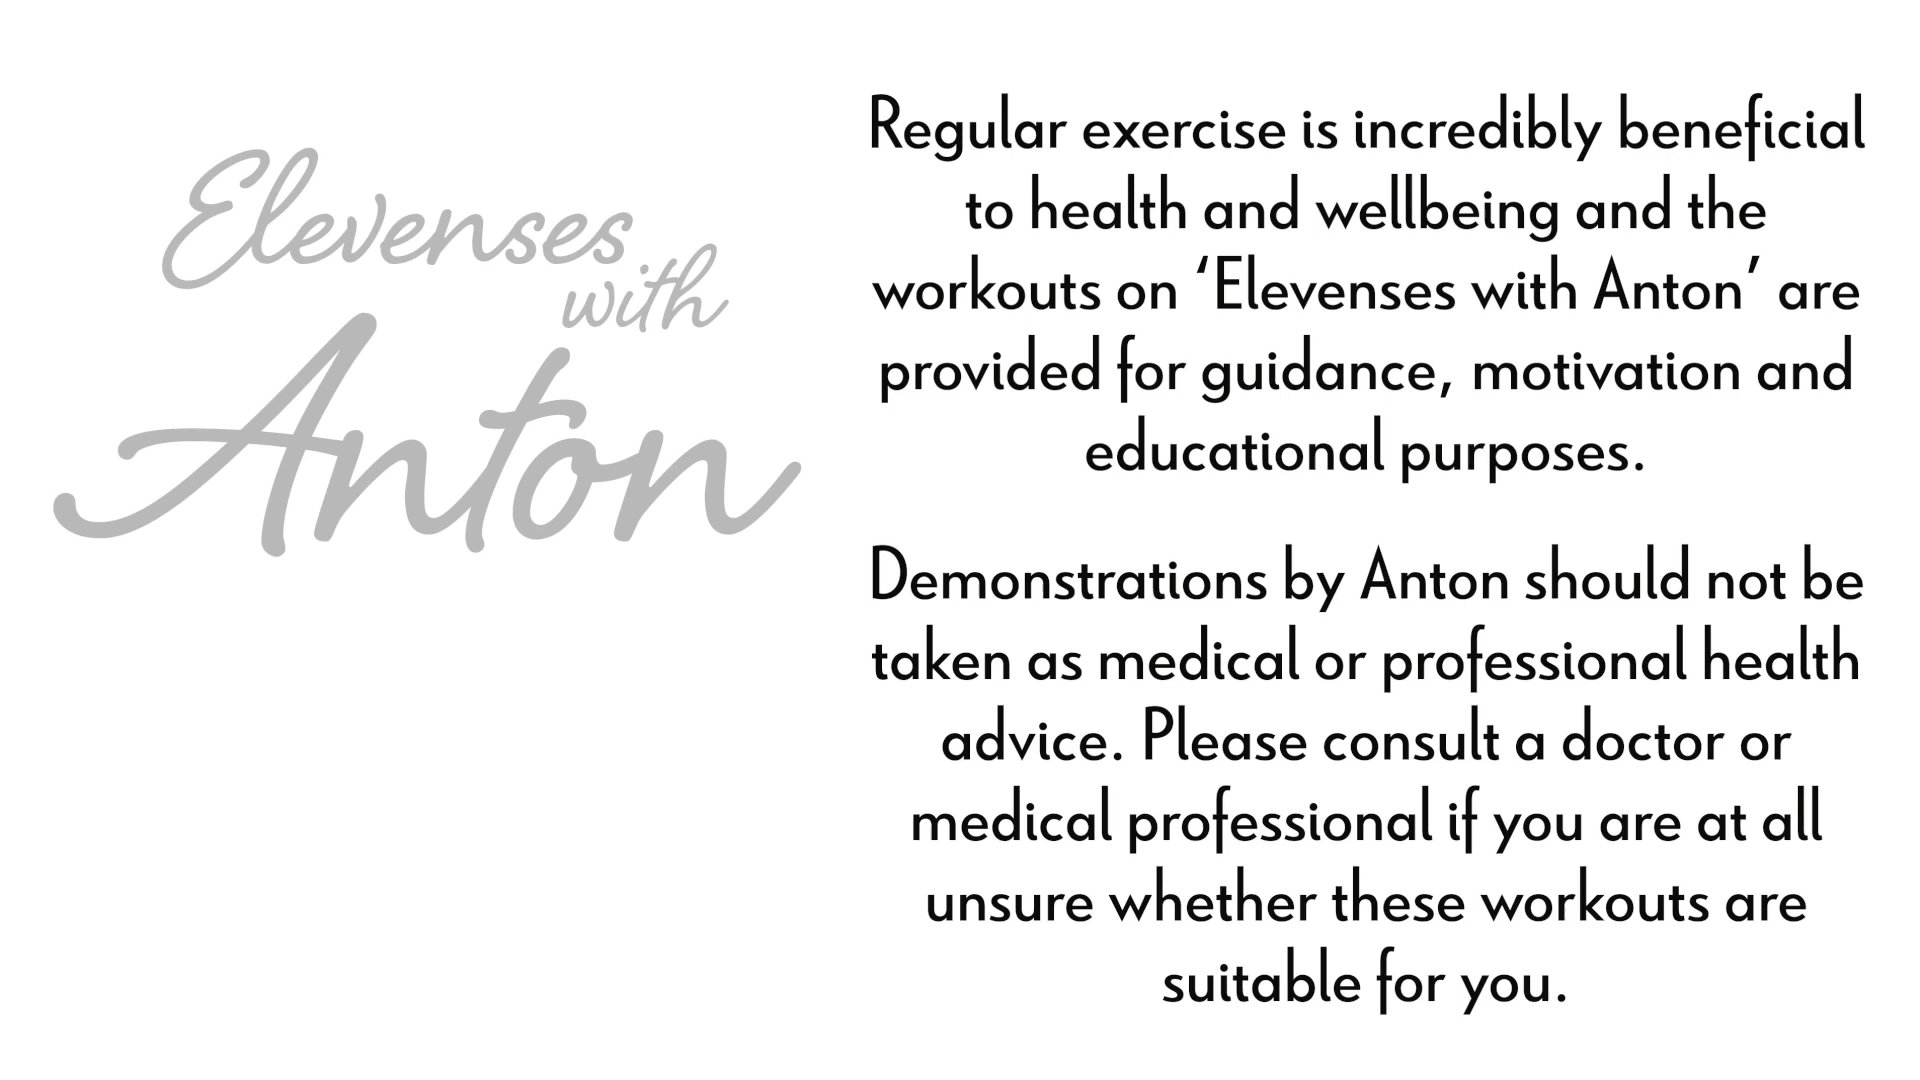 Elevenses
with
Anton
Regular exercise is incredibly beneficial
to health and wellbeing and the
workouts on ‘Elevenses with Anton’ are
provided for guidance, motivation and
educational purposes.
Demonstrations by Anton should not be
taken as medical or professional health
advice. Please consult a doctor or
medical professional if you are at all
unsure whether these workouts are
suitable for you.